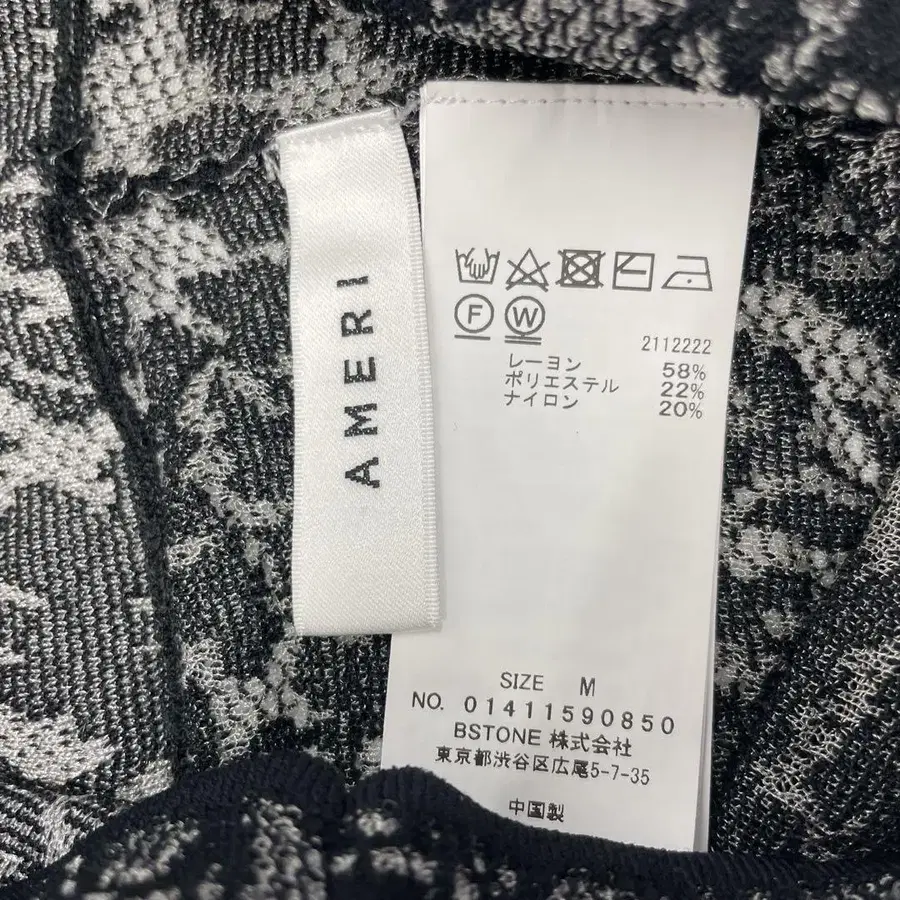 AMERI
F W
2112222
レーヨン 58%
ポリエステル 22%
ナイロン 20%
SIZE M
NO. 01411590850
BSTONE 株式会社
東京都渋谷区広尾5-7-35
中国製